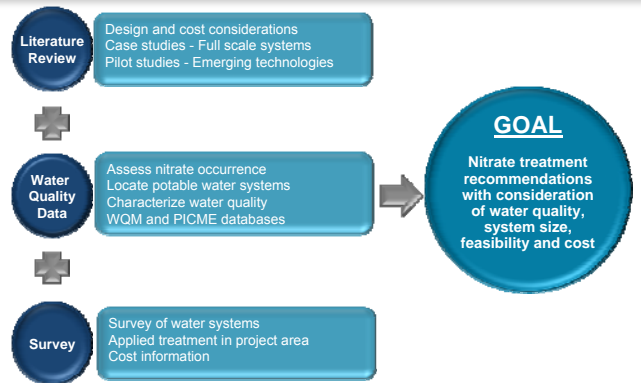 Literature
Review
Design and cost considerations
Case studies - Full scale systems
Pilot studies - Emerging technologies
Water
Quality
Data
Assess nitrate occurrence
Locate potable water systems
Characterize water quality
WQM and PICME databases
Survey
Survey of water systems
Applied treatment in project area
Cost information
GOAL
Nitrate treatment
recommendations
with consideration
of water quality,
system size,
feasibility and cost